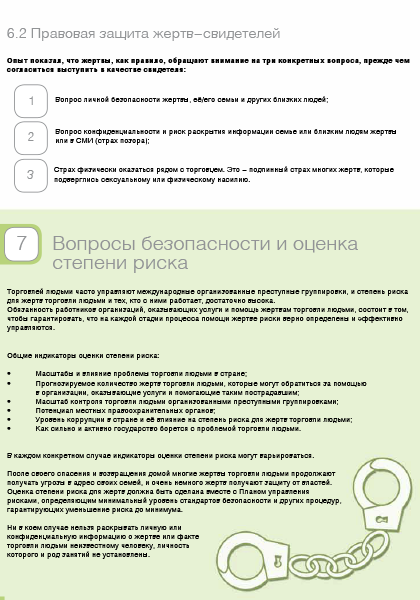 6.2 Правовая защита жертв–свидетелей
Опыт показал, что жертвы, как правило, обращают внимание на три конкретных вопроса, прежде чем
согласиться выступить в качестве свидетеля:
1
Вопрос личной безопасности жертвы, её/его семьи и других близких людей;
2
Вопрос конфиденциальности и риск раскрытия информации семье или близким людям жертвы
или в СМИ (страх позора);
3
Страх физически оказаться рядом с торговцем. Это – подлинный страх многих жертв, которые
подверглись сексуальному или физическому насилию.
7
Вопросы безопасности и оценка
степени риска
Торговлей людьми часто управляют международные организованные преступные группировки, и степень риска
для жертв торговли людьми и тех, кто с ними работает, достаточно высока.
Обязанность работников организаций, оказывающих услуги и помощь жертвам торговли людьми, состоит в том,
чтобы гарантировать, что на каждой стадии процесса помощи жертве риски верно определены и эффективно
управляются.
Общие индикаторы оценки степени риска:
• Масштабы и влияние проблемы торговли людьми в стране;
• Прогнозируемое количество жертв торговли людьми, которые могут обратиться за помощью
в организации, оказывающие услуги и помогающие таким пострадавшим;
• Масштаб контроля торговли людьми организованными преступными группировками;
• Потенциал местных правоохранительных органов;
• Уровень коррупции в стране и её влияние на степень риска для жертв торговли людьми;
• Как сильно и активно государство борется с проблемой торговли людьми.
В каждом конкретном случае индикаторы оценки степени риска могут варьироваться.
После своего спасения и возвращения домой многие жертвы торговли людьми продолжают
получать угрозы в адрес своих семей, и очень немного жертв получают защиту от властей.
Оценка степени риска для жертв должна быть сделана вместе с Планом управления
рисками, определяющим минимальный уровень стандартов безопасности и других процедур,
гарантирующих уменьшение риска до минимума.
Ни в коем случае нельзя раскрывать личную или
конфиденциальную информацию о жертве или факте
торговли людьми неизвестному человеку, личность
которого и род занятий не установлены.